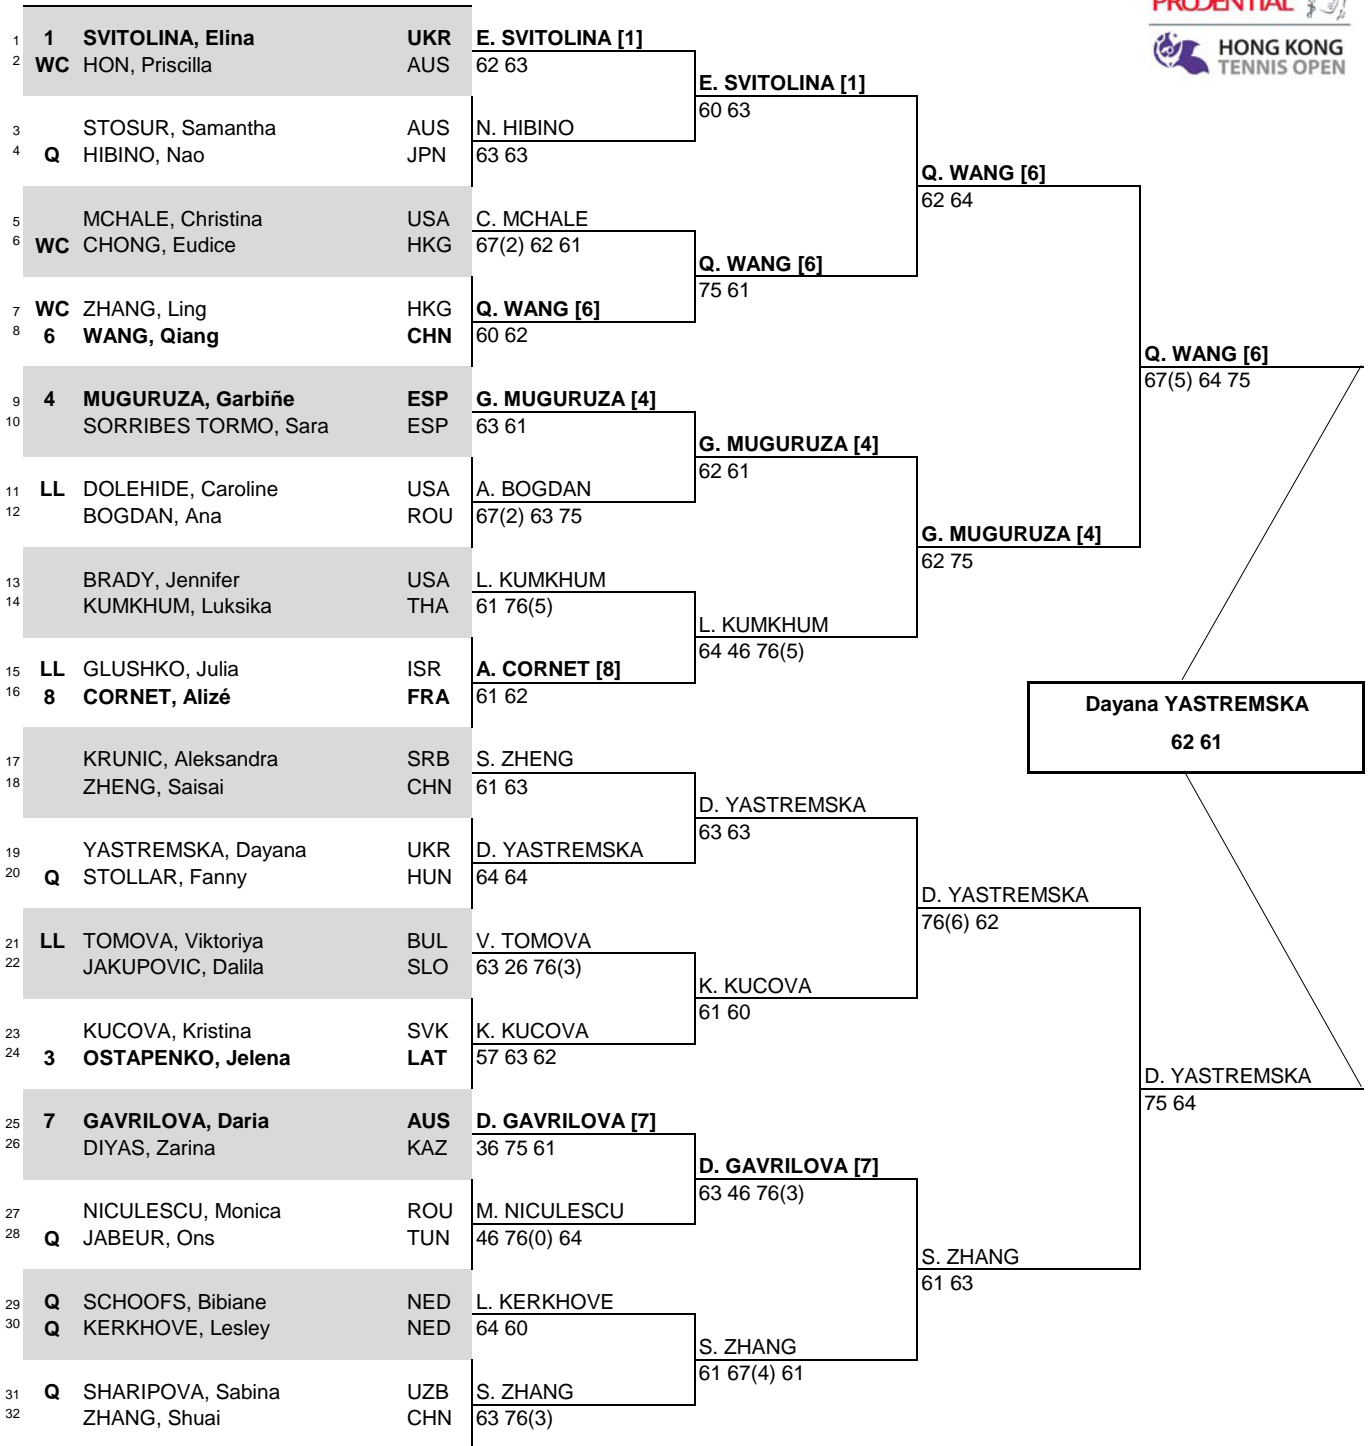 PRUDENTIAL
HONG KONG
TENNIS OPEN
1 1 SVITOLINA, Elina UKR
2 WC HON, Priscilla AUS
3 STOSUR, Samantha AUS
4 Q HIBINO, Nao JPN
5 MCHALE, Christina USA
6 WC CHONG, Eudice HKG
7 WC ZHANG, Ling HKG
8 6 WANG, Qiang CHN
9 4 MUGURUZA, Garbiñe ESP
10 SORRIBES TORMO, Sara ESP
11 LL DOLEHIDE, Caroline USA
12 BOGDAN, Ana ROU
13 BRADY, Jennifer USA
14 KUMKHUM, Luksika THA
15 LL GLUSHKO, Julia ISR
16 8 CORNET, Alizé FRA
17 KRUNIC, Aleksandra SRB
18 ZHENG, Saisai CHN
19 YASTREMSKA, Dayana UKR
20 Q STOLLAR, Fanny HUN
21 LL TOMOVA, Viktoriya BUL
22 JAKUPOVIC, Dalila SLO
23 KUCOVA, Kristina SVK
24 3 OSTAPENKO, Jelena LAT
25 7 GAVRILOVA, Daria AUS
26 DIYAS, Zarina KAZ
27 NICULESCU, Monica ROU
28 Q JABEUR, Ons TUN
29 Q SCHOOFS, Bibiane NED
30 Q KERKHOVE, Lesley NED
31 Q SHARIPOVA, Sabina UZB
32 ZHANG, Shuai CHN
E. SVITOLINA [1]
62 63
N. HIBINO
63 63
C. MCHALE
67(2) 62 61
Q. WANG [6]
60 62
G. MUGURUZA [4]
63 61
A. BOGDAN
67(2) 63 75
L. KUMKHUM
61 76(5)
A. CORNET [8]
61 62
S. ZHENG
61 63
D. YASTREMSKA
64 64
V. TOMOVA
63 26 76(3)
K. KUCOVA
57 63 62
D. GAVRILOVA [7]
36 75 61
M. NICULESCU
46 76(0) 64
L. KERKHOVE
64 60
S. ZHANG
63 76(3)
E. SVITOLINA [1]
60 63
Q. WANG [6]
75 61
G. MUGURUZA [4]
62 61
L. KUMKHUM
64 46 76(5)
D. YASTREMSKA
63 63
K. KUCOVA
61 60
D. GAVRILOVA [7]
63 46 76(3)
S. ZHANG
61 67(4) 61
Q. WANG [6]
62 64
G. MUGURUZA [4]
62 75
D. YASTREMSKA
76(6) 62
S. ZHANG
61 63
Q. WANG [6]
67(5) 64 75
D. YASTREMSKA
75 64
Dayana YASTREMSKA
62 61